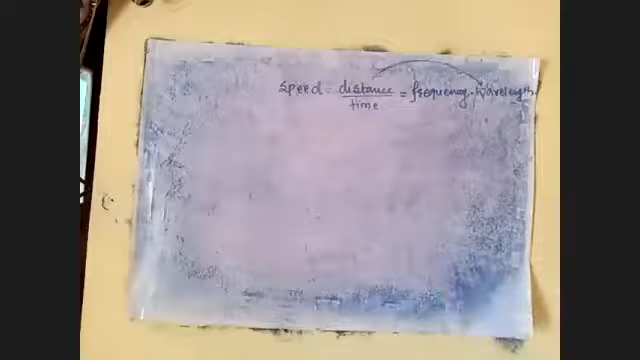 Speed = distance = frequency. Wavelength.
time